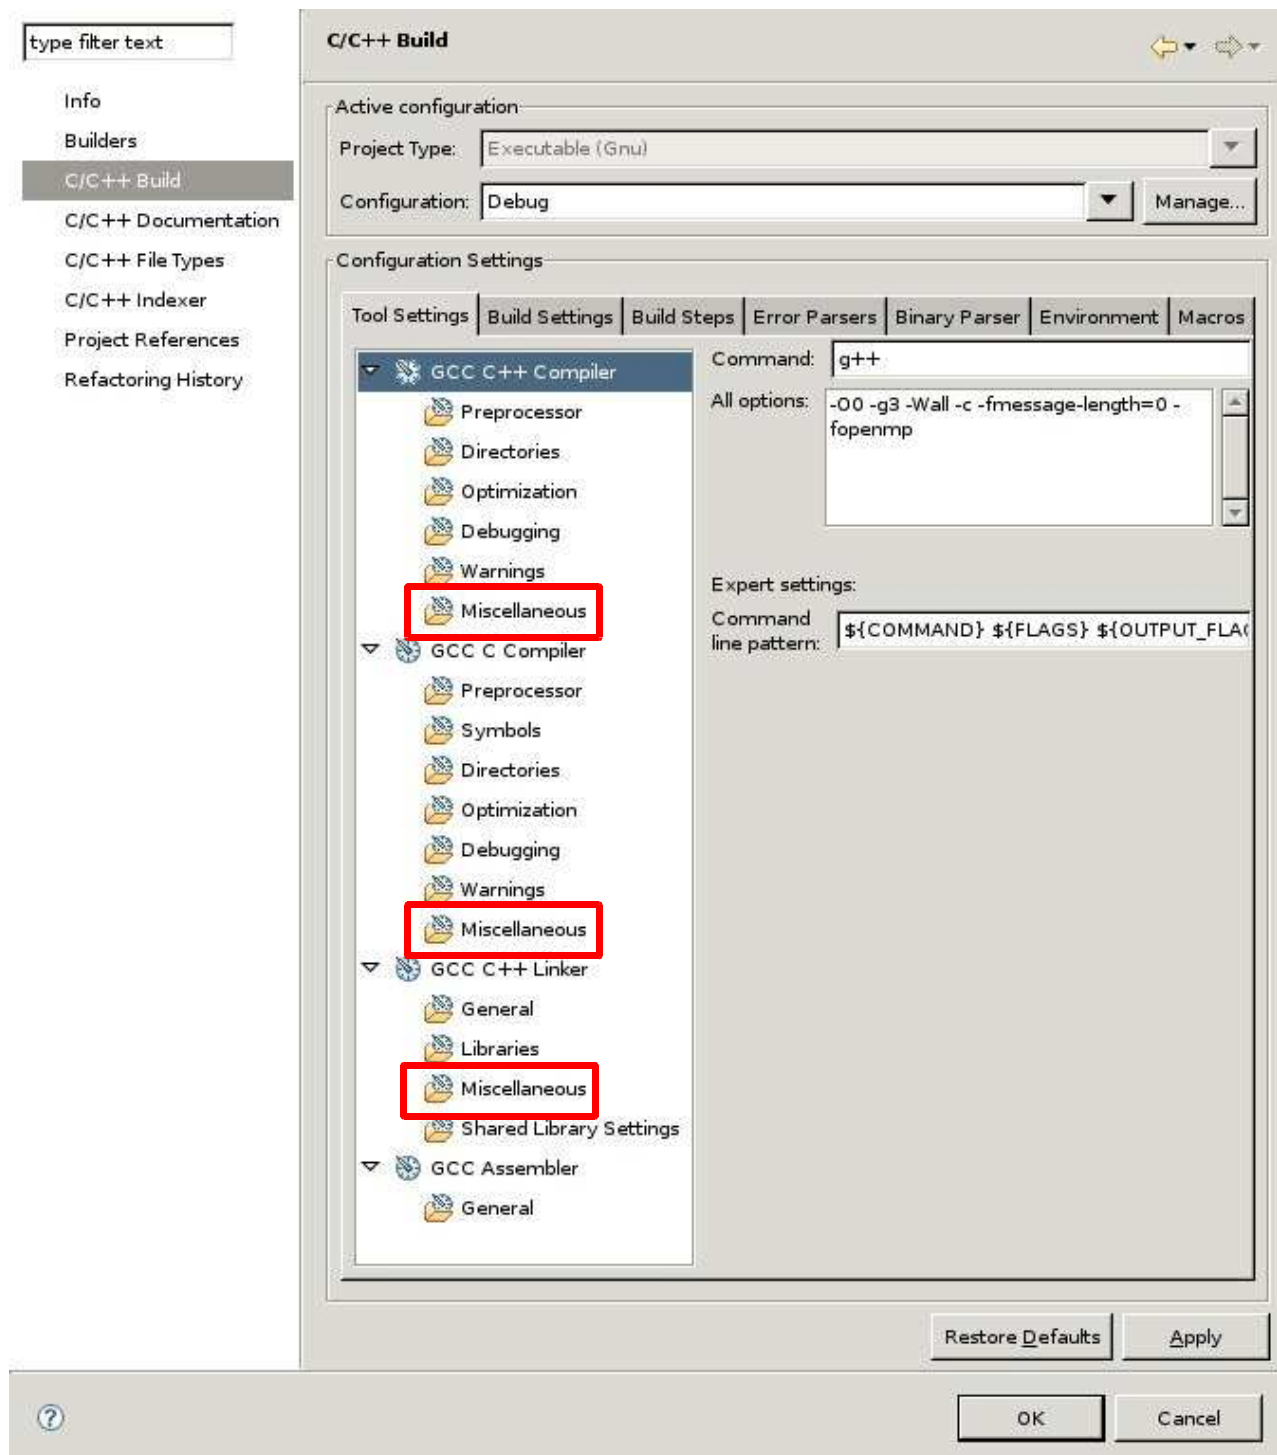 type filter text
Info
Builders
C/C++ Build
C/C++ Documentation
C/C++ File Types
C/C++ Indexer
Project References
Refactoring History
C/C++ Build
Active configuration
Project Type: Executable (Gnu)
Configuration: Debug Manage...
Configuration Settings
Tool Settings Build Settings Build Steps Error Parsers Binary Parser Environment Macros
GCC C++ Compiler
Preprocessor
Directories
Optimization
Debugging
Warnings
Miscellaneous
GCC C Compiler
Preprocessor
Symbols
Directories
Optimization
Debugging
Warnings
Miscellaneous
GCC C++ Linker
General
Libraries
Miscellaneous
Shared Library Settings
GCC Assembler
General
Command: g++
All options: -O0 -g3 -Wall -c -fmessage-length=0 -
fopenmp
Expert settings:
Command
line pattern: ${COMMAND} ${FLAGS} ${OUTPUT_FLA
Restore Defaults Apply
OK Cancel